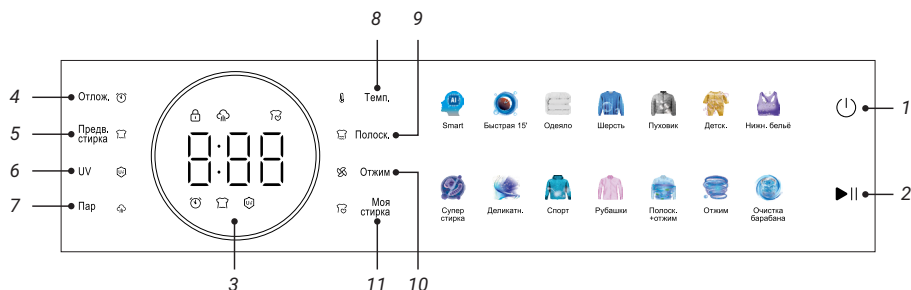 8
9
4
Отлож.
Темп.
5
Предв.
стирка
Полоск.
6
UV
UV
Отжим
7
Пар
Моя
стирка
8:88
UV
AI
Smart
Быстрая 15'
Одеяло
Шерсть
Пуховик
Детск.
Нижн. бельё
1
Супер
стирка
Деликатн.
Спорт
Рубашки
Полоск.
+отжим
Отжим
Очистка
барабана
2
3
11
10